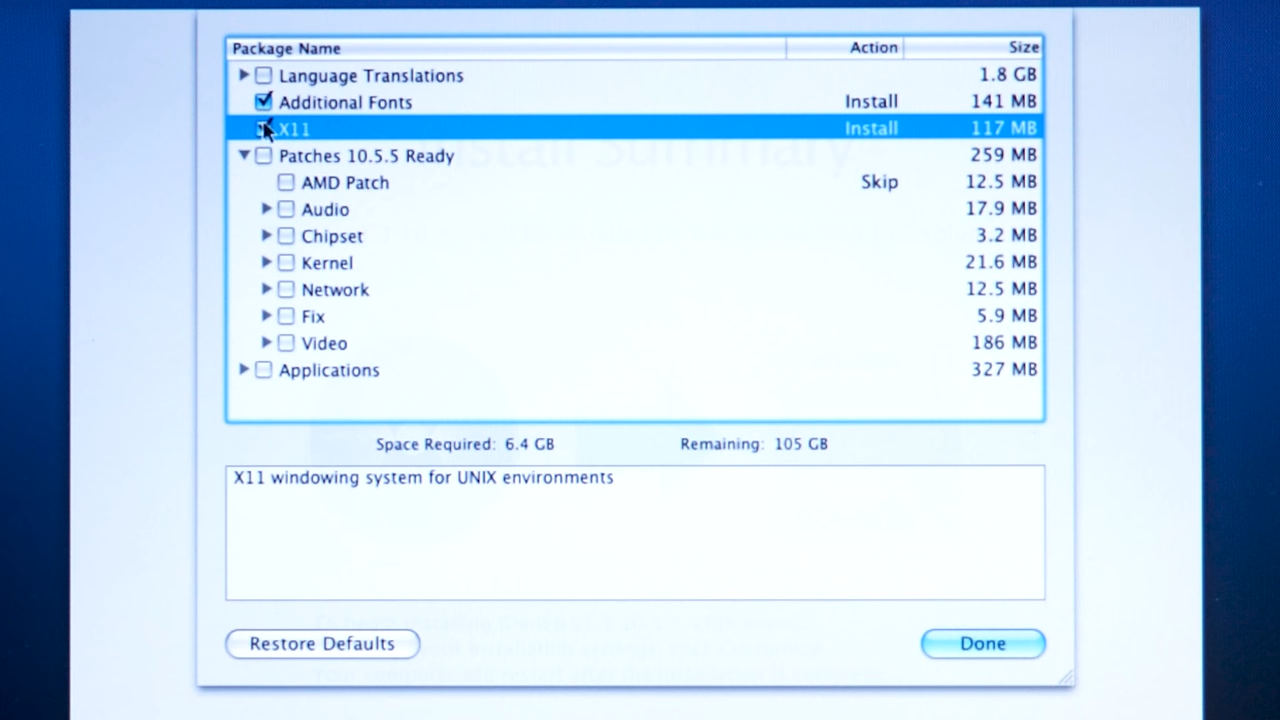 Package Name Action Size
Language Translations 1.8 GB
Additional Fonts Install 141 MB
X11 Install 117 MB
Patches 10.5.5 Ready 259 MB
AMD Patch Skip 12.5 MB
Audio 17.9 MB
Chipset 3.2 MB
Kernel 21.6 MB
Network 12.5 MB
Fix 5.9 MB
Video 186 MB
Applications 327 MB
Space Required: 6.4 GB Remaining: 105 GB
X11 windowing system for UNIX environments
Restore Defaults Done